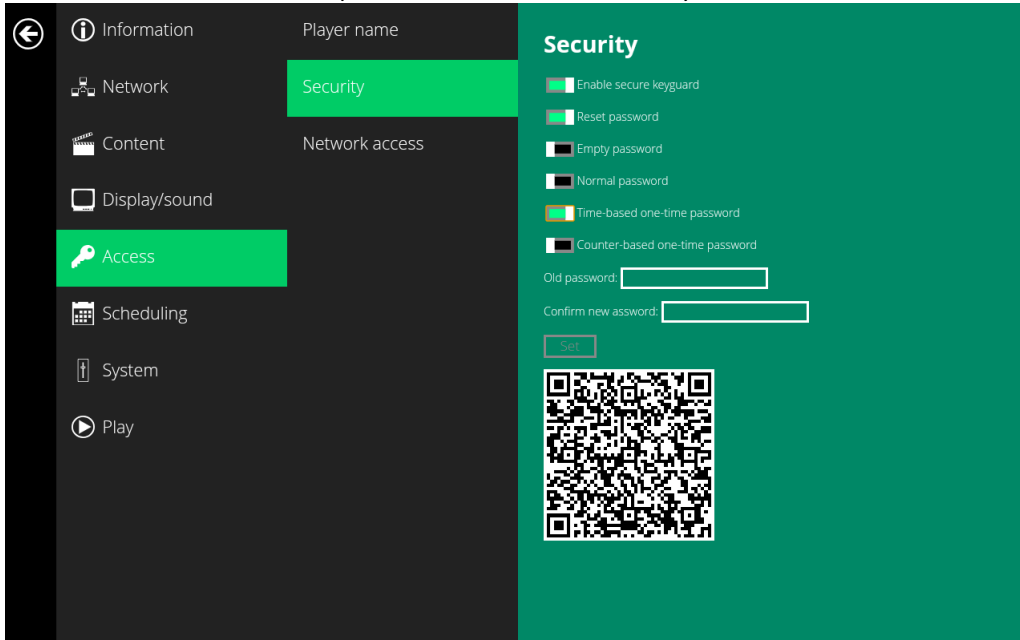 Information
Network
Content
Display/sound
Access
Scheduling
System
Play
Player name
Security
Network access
Security
Enable secure keyguard
Reset password
Empty password
Normal password
Time-based one-time password
Counter-based one-time password
Old password:
Confirm new assword:
Set